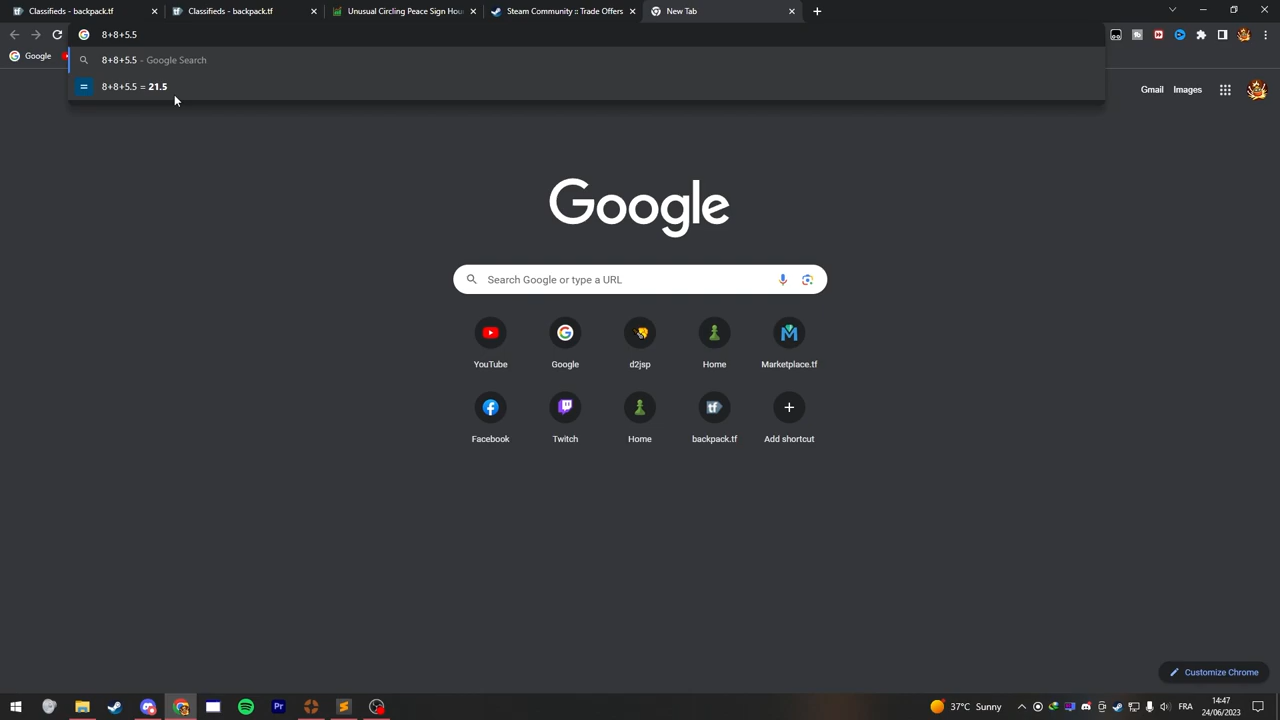 Classifieds - backpack.tf
Classifieds - backpack.tf
Unusual Circling Peace Sign Hou
Steam Community :: Trade Offers
New Tab
8+8+5.5
Google
8+8+5.5 - Google Search
8+8+5.5 = 21.5
Gmail
Images
Google
Search Google or type a URL
YouTube
Google
d2jsp
Home
Marketplace.tf
Facebook
Twitch
Home
backpack.tf
Add shortcut
Customize Chrome
37°C Sunny
FRA
14:47
24/06/2023